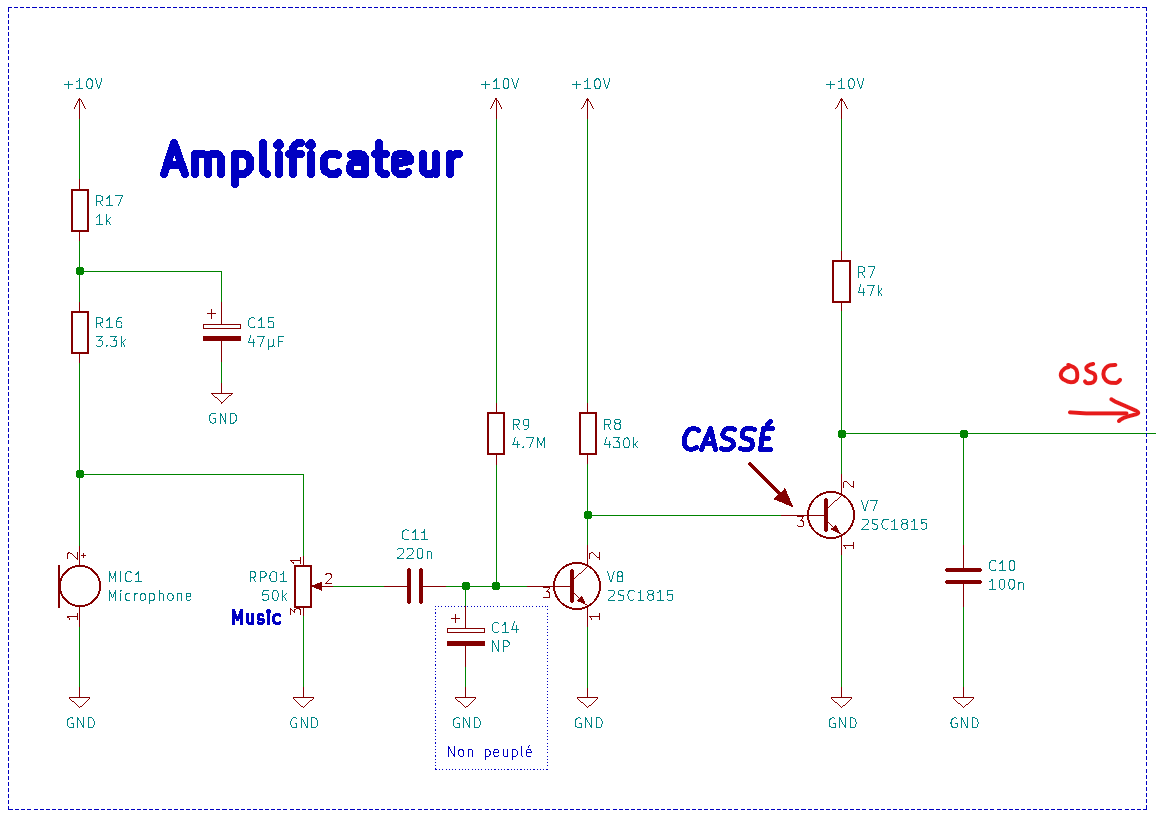 +10V
+10V
+10V
+10V
Amplificateur
R17
1k
R7
47k
R16
3.3k
+
C15
47µF
GND
OSC
R9
4.7M
R8
430k
CASSÉ
2
3
V7
2SC1815
1
C11
220n
2
+
MIC1
Microphone
1
1
RPO1
50k
2
3
Music
2
3
V8
2SC1815
1
C10
100n
+
C14
NP
GND
GND
GND
GND
GND
GND
Non peuplé